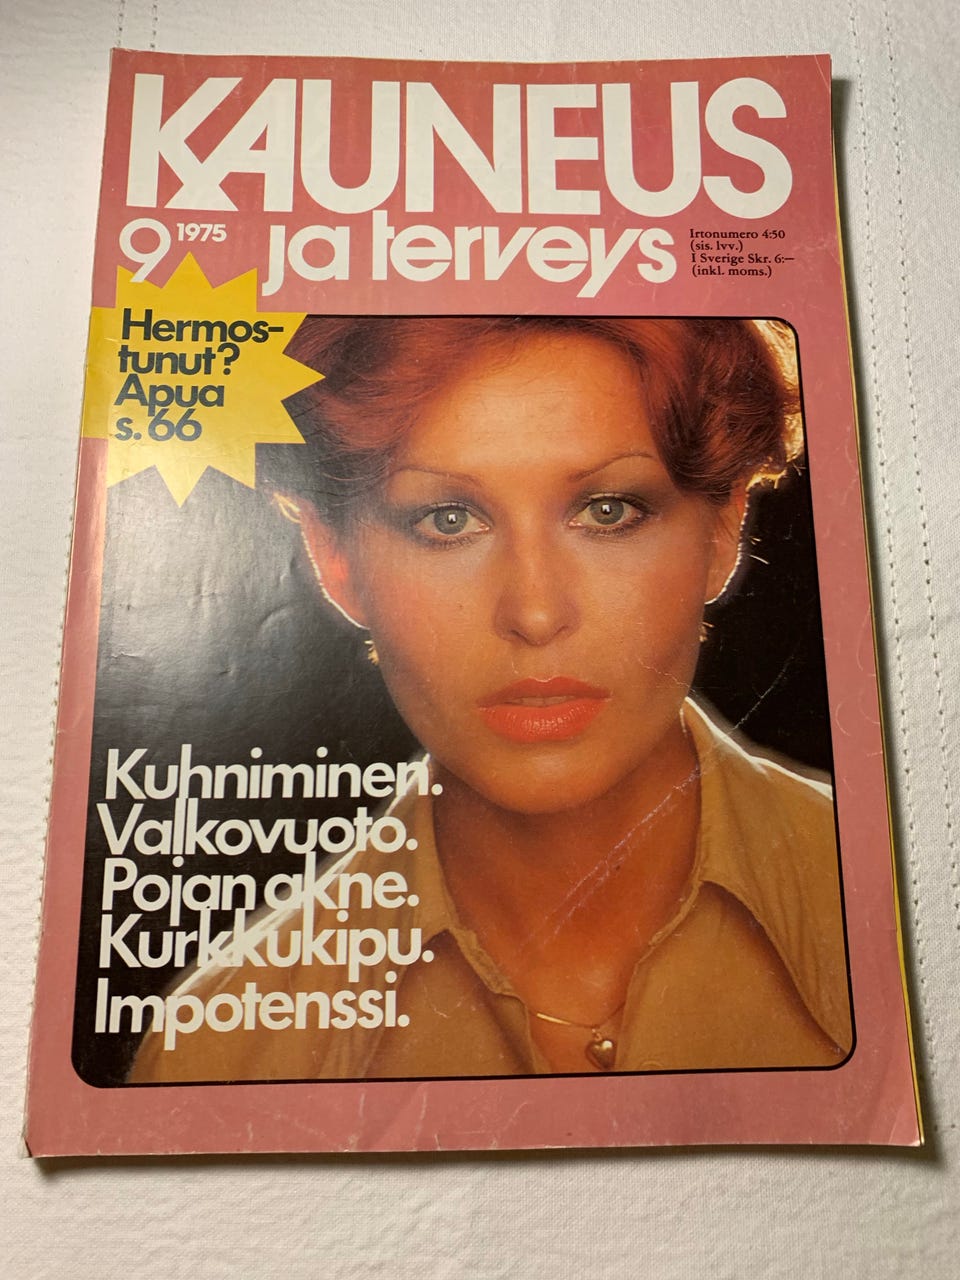 KAUNEUS
9 1975
ja terveys
Irtonumero 4:50
(sis. lvv.)
I Sverige Skr. 6:—
(inkl. moms.)
Hermos-
tunut?
Apua
s. 66
Kuhniminen.
Valkovuoto.
Pojan akne.
Kurkkukipu.
Impotenssi.